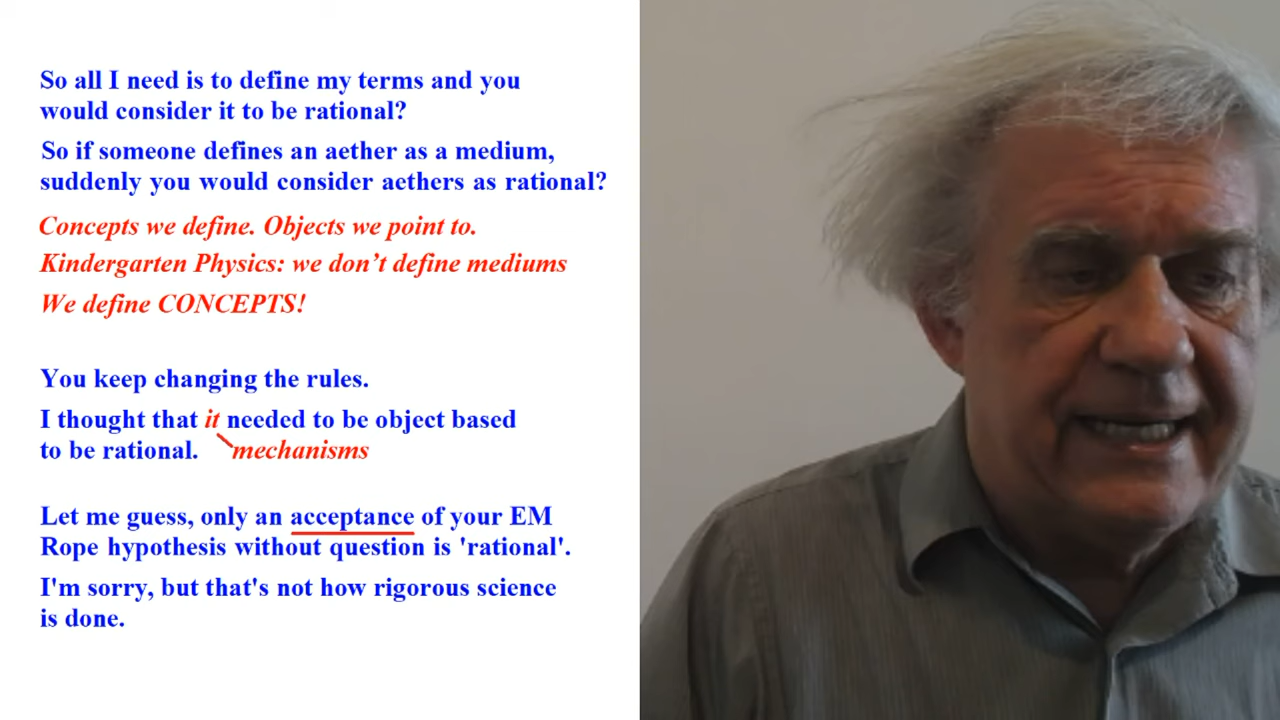 So all I need is to define my terms and you
would consider it to be rational?
So if someone defines an aether as a medium,
suddenly you would consider aethers as rational?
Concepts we define. Objects we point to.
Kindergarten Physics: we don’t define mediums
We define CONCEPTS!
You keep changing the rules.
I thought that it needed to be object based
to be rational. mechanisms
Let me guess, only an acceptance of your EM
Rope hypothesis without question is 'rational'.
I'm sorry, but that's not how rigorous science
is done.